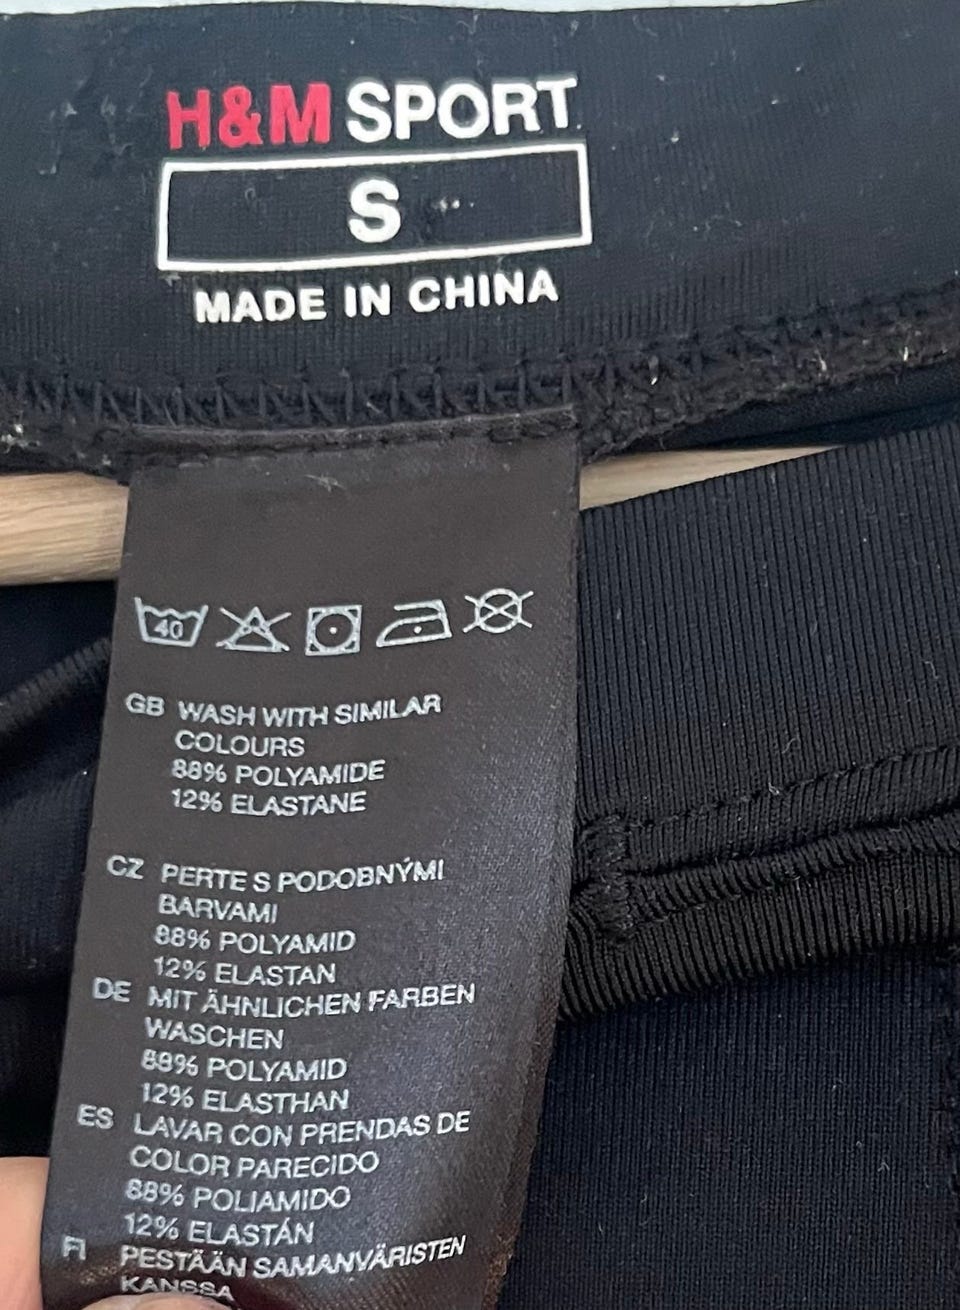 H&M SPORT
S
MADE IN CHINA
40
GB WASH WITH SIMILAR
COLOURS
88% POLYAMIDE
12% ELASTANE
CZ PERTE S PODOBNÝMI
BARVAMI
88% POLYAMID
12% ELASTAN
DE MIT ÄHNLICHEN FARBEN
WASCHEN
88% POLYAMID
12% ELASTHAN
ES LAVAR CON PRENDAS DE
COLOR PARECIDO
88% POLIAMIDO
12% ELASTÁN
FI PESTÄÄN SAMANVÄRISTEN
KANSSA